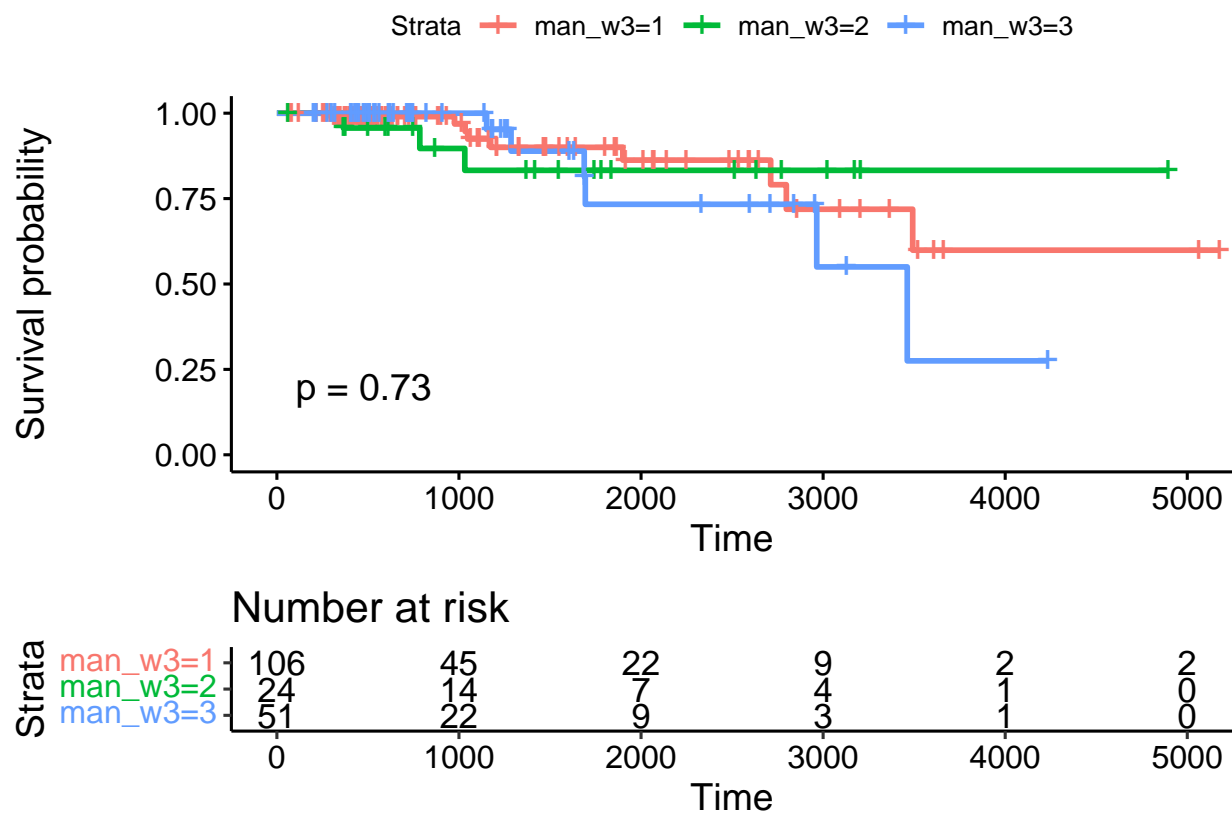 Strata man_w3=1 man_w3=2 man_w3=3
Survival probability
1.00
0.75
0.50
0.25
0.00
p = 0.73
0 1000 2000 3000 4000 5000
Time
Number at risk
Strata
man_w3=1 106 45 22 9 2 2
man_w3=2 24 14 7 4 1 0
man_w3=3 51 22 9 3 1 0
0 1000 2000 3000 4000 5000
Time